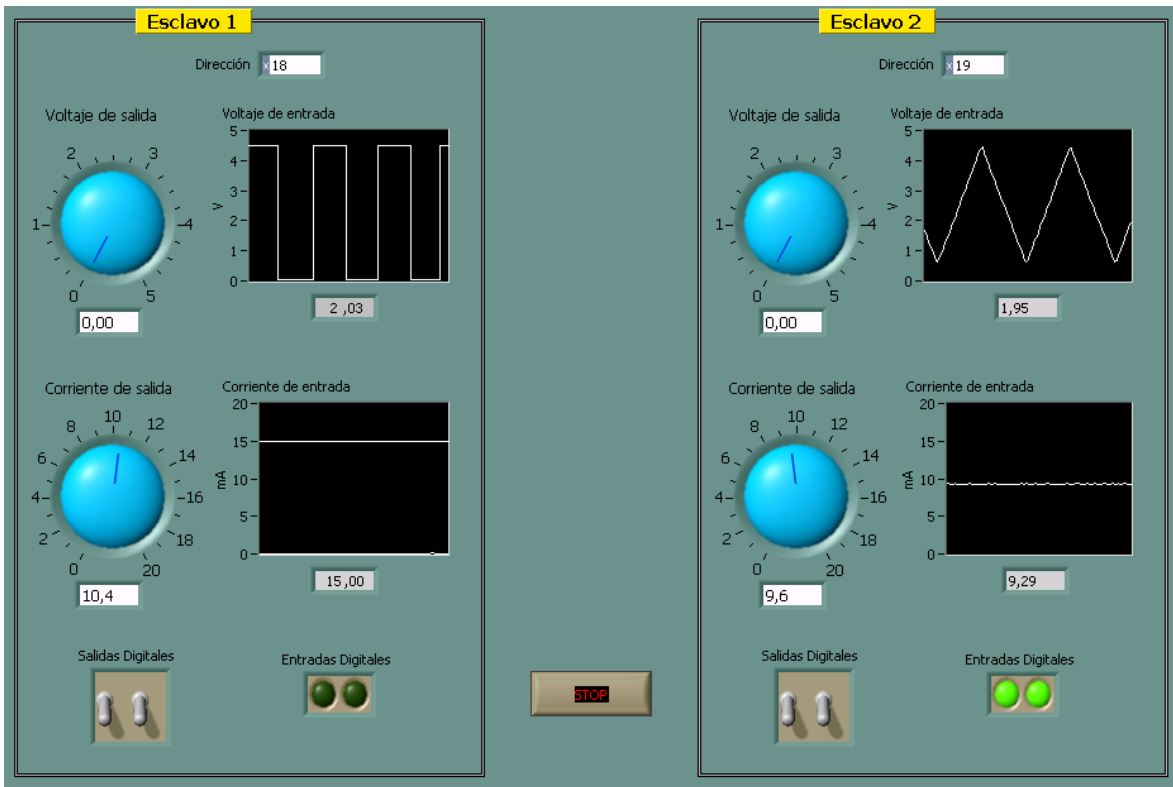 Esclavo 1
Dirección x18
Voltaje de salida
0 1 2 3 4 5
0,00
Voltaje de entrada
V
5
4
3
2
1
0
2 ,03
Corriente de salida
0 2 4 6 8 10 12 14 16 18 20
10,4
Corriente de entrada
mA
20
15
10
5
0
15,00
Salidas Digitales
Entradas Digitales
STOP
Esclavo 2
Dirección x19
Voltaje de salida
0 1 2 3 4 5
0,00
Voltaje de entrada
V
5
4
3
2
1
0
1,95
Corriente de salida
0 2 4 6 8 10 12 14 16 18 20
9,6
Corriente de entrada
mA
20
15
10
5
0
9,29
Salidas Digitales
Entradas Digitales